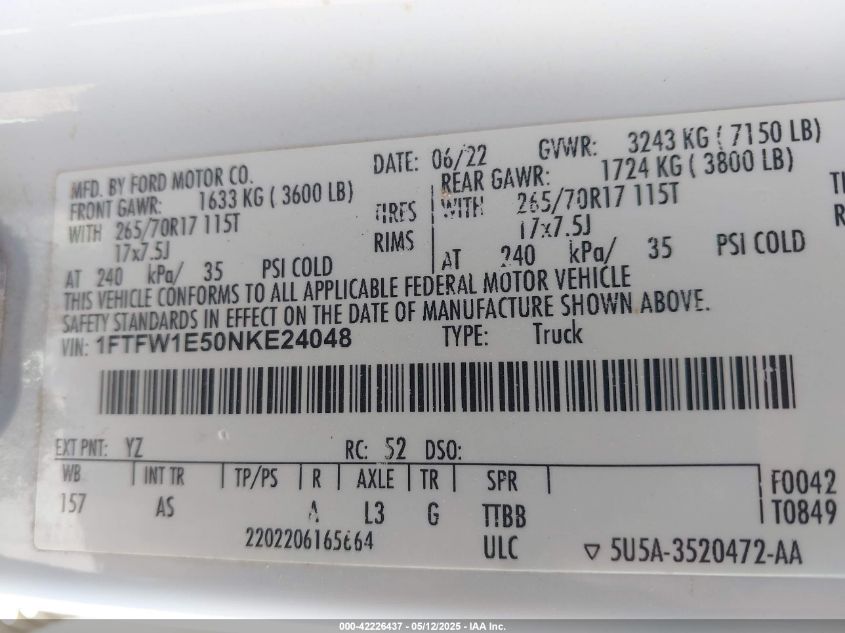 MFD. BY FORD MOTOR CO. DATE: 06/22 GVWR: 3243 KG ( 7150 LB)
FRONT GAWR: 1633 KG ( 3600 LB) REAR GAWR: 1724 KG ( 3800 LB)
WITH 265/70R17 115T TIRES WITH 265/70R17 115T
17x7.5J RIMS 17x7.5J
AT 240 kPa/ 35 PSI COLD AT 240 kPa/ 35 PSI COLD
THIS VEHICLE CONFORMS TO ALL APPLICABLE FEDERAL MOTOR VEHICLE
SAFETY STANDARDS IN EFFECT ON THE DATE OF MANUFACTURE SHOWN ABOVE.
VIN: 1FTFW1E50NKE24048 TYPE: Truck
EXT PNT: YZ RC: 52 DSO:
WB INT TR TP/PS R AXLE TR SPR F0042
157 AS A L3 G TTBB T0849
2202206165664 ULC ▽ 5U5A-3520472-AA
000-42226437 - 05/12/2025 - IAA Inc.